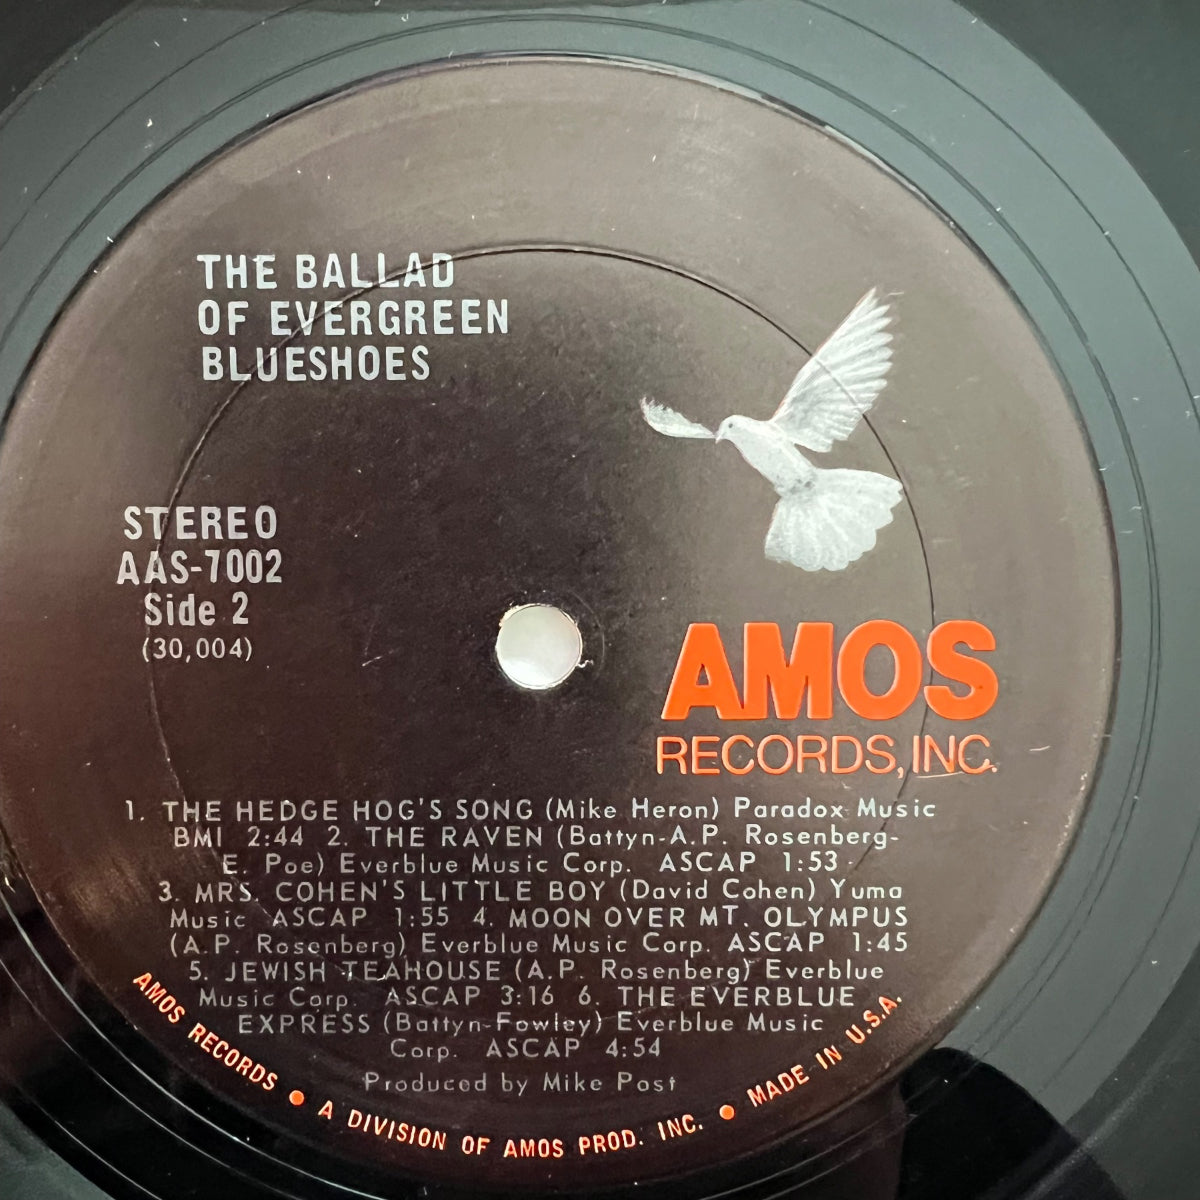 THE BALLAD
OF EVERGREEN
BLUESHOES
STEREO
AAS-7002
Side 2
(30,004)
AMOS
RECORDS, INC.
1. THE HEDGE HOG'S SONG (Mike Heron) Paradox Music
BMI 2:44 2. THE RAVEN (Battyn-A.P. Rosenberg-
E. Poe) Everblue Music Corp. ASCAP 1:53
3. MRS. COHEN'S LITTLE BOY (David Cohen) Yuma
Music ASCAP 1:55 4. MOON OVER MT. OLYMPUS
(A.P. Rosenberg) Everblue Music Corp. ASCAP 1:45
5. JEWISH TEAHOUSE (A.P. Rosenberg) Everblue
Music Corp. ASCAP 3:16 6. THE EVERBLUE
EXPRESS (Battyn-Fowley) Everblue Music
Corp. ASCAP 4:54
Produced by Mike Post
AMOS RECORDS • A DIVISION OF AMOS PROD. INC. • MADE IN U.S.A.